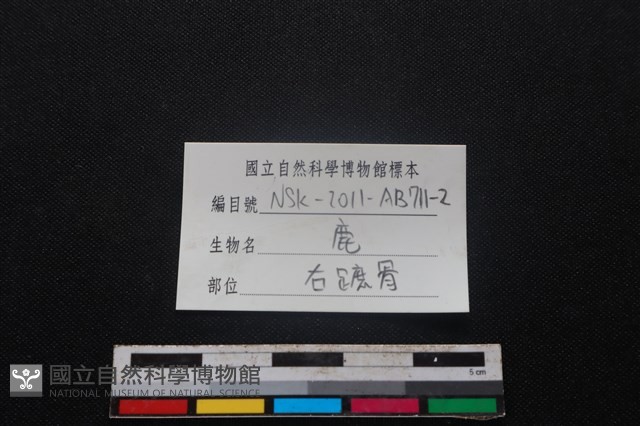 國立自然科學博物館標本
編目號 NSK-2011-AB711-2
生物名 鹿
部位 右蹠骨
5 cm
國立自然科學博物館
NATIONAL MUSEUM OF NATURAL SCIENCE